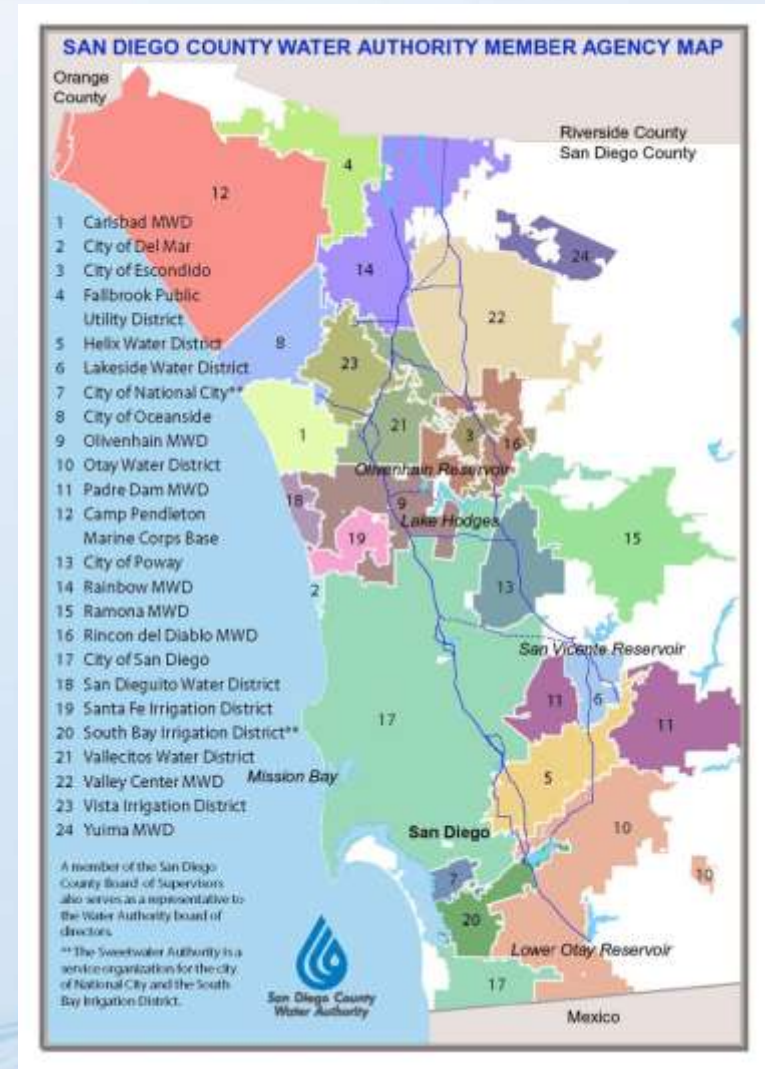 SAN DIEGO COUNTY WATER AUTHORITY MEMBER AGENCY MAP
Orange
County
Riverside County
San Diego County
4
12
24
14
22
8
23
1
21
3
16
Olivenhain Reservoir
18
9
Lake Hodges
19
15
2
13
San Vicente Reservoir
11
6
11
17
Mission Bay
5
San Diego
10
7
10
20
Lower Otay Reservoir
17
Mexico
1 Carlsbad MWD
2 City of Del Mar
3 City of Escondido
4 Fallbrook Public
Utility District
5 Helix Water District
6 Lakeside Water District
7 City of National City**
8 City of Oceanside
9 Olivenhain MWD
10 Otay Water District
11 Padre Dam MWD
12 Camp Pendleton
Marine Corps Base
13 City of Poway
14 Rainbow MWD
15 Ramona MWD
16 Rincon del Diablo MWD
17 City of San Diego
18 San Dieguito Water District
19 Santa Fe Irrigation District
20 South Bay Irrigation District**
21 Vallecitos Water District
22 Valley Center MWD
23 Vista Irrigation District
24 Yuima MWD
A member of the San Diego
County Board of Supervisors
also serves as a representative to
the Water Authority board of
directors.
** The Sweetwater Authority is a
service organization for the city
of National City and the South
Bay Irrigation District.
San Diego County
Water Authority